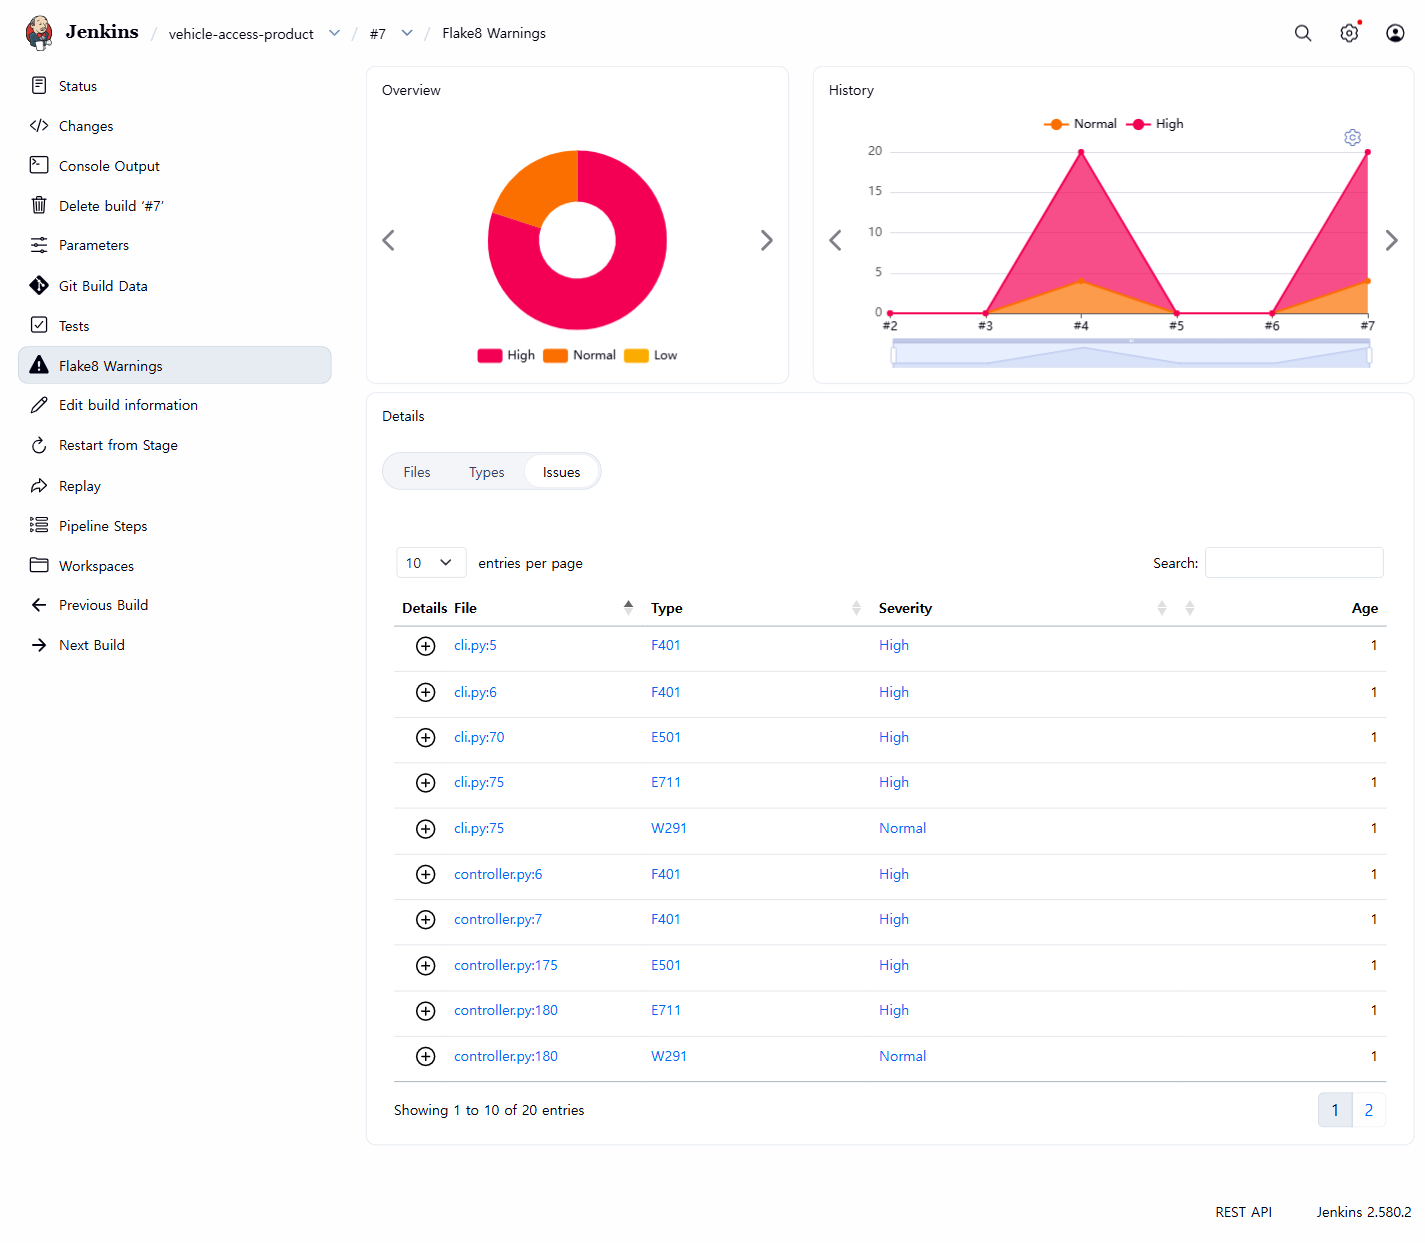 Jenkins / vehicle-access-product / #7 / Flake8 Warnings
Status
Changes
Console Output
Delete build ‘#7’
Parameters
Git Build Data
Tests
Flake8 Warnings
Edit build information
Restart from Stage
Replay
Pipeline Steps
Workspaces
Previous Build
Next Build
Overview
High Normal Low
History
Normal High
20
15
10
5
0
#2 #3 #4 #5 #6 #7
Details
Files Types Issues
10 entries per page Search:
Details File Type Severity Age
cli.py:5 F401 High 1
cli.py:6 F401 High 1
cli.py:70 E501 High 1
cli.py:75 E711 High 1
cli.py:75 W291 Normal 1
controller.py:6 F401 High 1
controller.py:7 F401 High 1
controller.py:175 E501 High 1
controller.py:180 E711 High 1
controller.py:180 W291 Normal 1
Showing 1 to 10 of 20 entries 1 2
REST API Jenkins 2.580.2